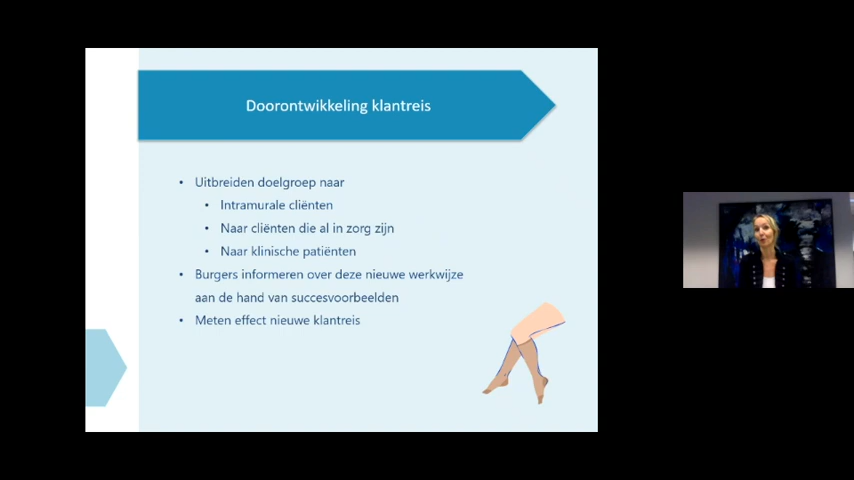 Doorontwikkeling klantreis
• Uitbreiden doelgroep naar
• Intramurale cliënten
• Naar cliënten die al in zorg zijn
• Naar klinische patiënten
• Burgers informeren over deze nieuwe werkwijze
aan de hand van succesvoorbeelden
• Meten effect nieuwe klantreis